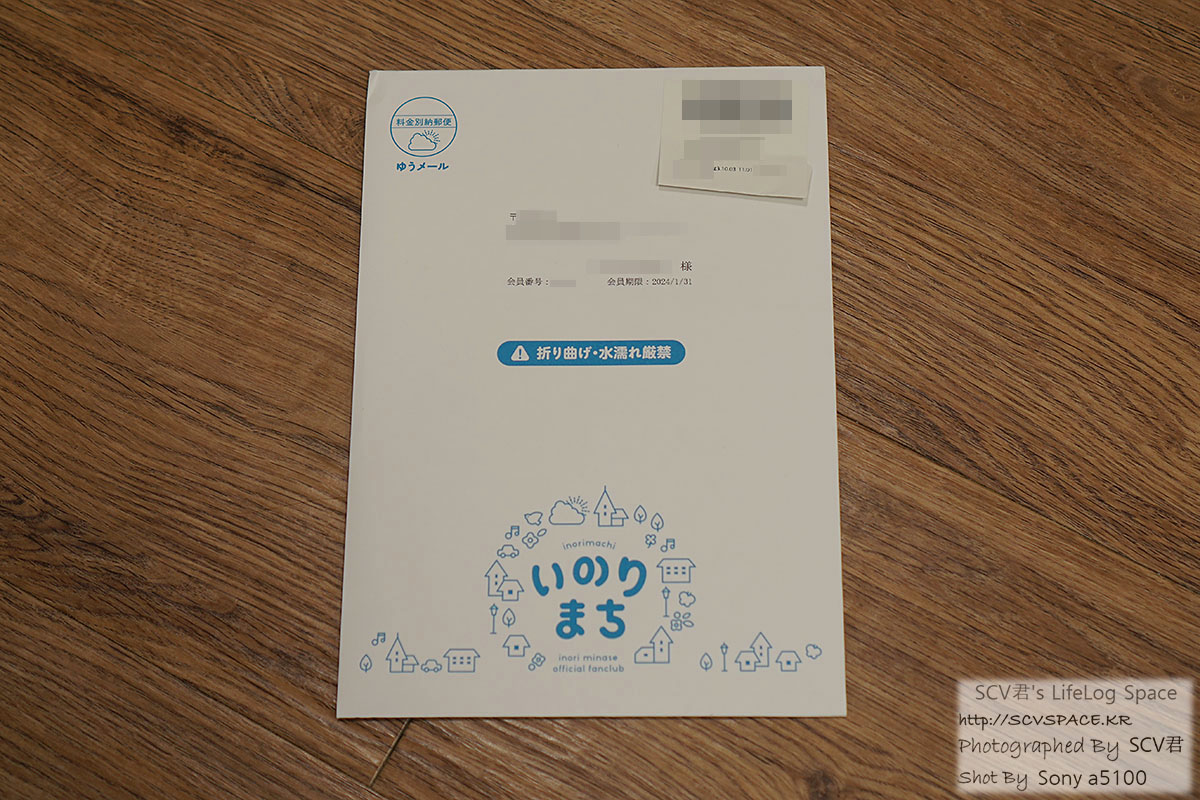 料金別納郵便
ゆうメール
〒
様
会員番号：
会員期限：2024/1/31
折り曲げ・水濡れ厳禁
inorimachi
いのり
まち
inori minase
official fanclub
SCV君's LifeLog Space
http://SCVSPACE.KR
Photographed By SCV君
Shot By Sony a5100